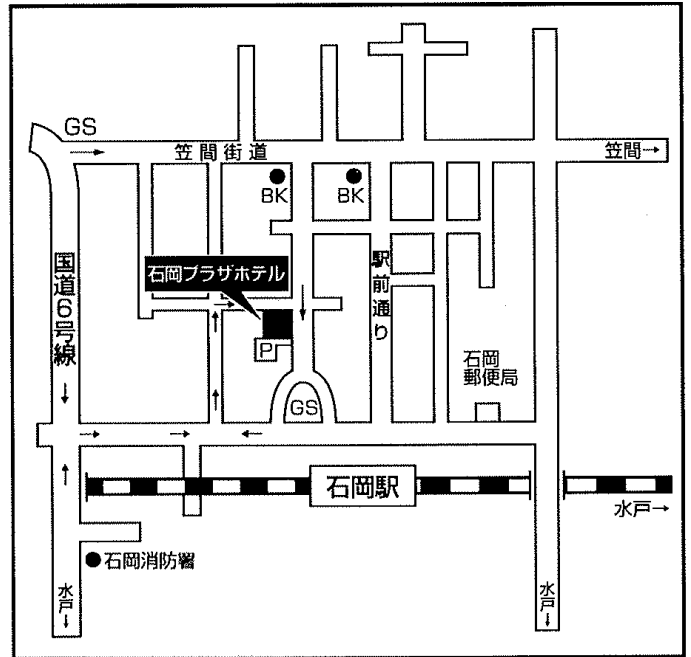 GS
笠間街道
笠間→
BK
BK
国道6号線
石岡プラザホテル
駅前通り
P
石岡
郵便局
GS
石岡駅
水戸→
石岡消防署
水戸→
水戸→